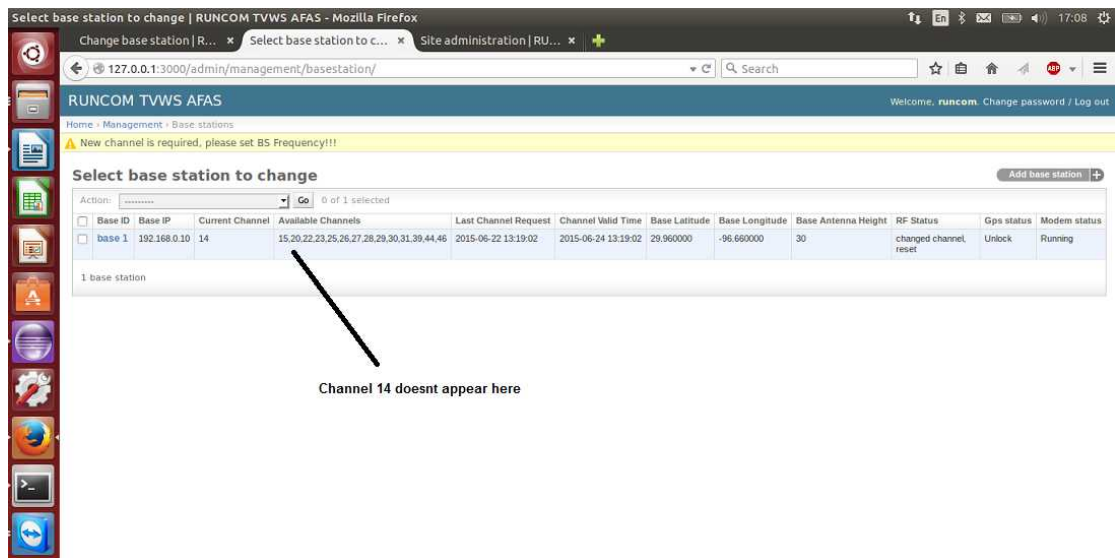 Select base station to change | RUNCOM TVWS AFAS - Mozilla Firefox
En
17:08
Change base station | R...
Select base station to c...
Site administration | RU...
127.0.0.1:3000/admin/management/basestation/
Search
ABP
RUNCOM TVWS AFAS
Welcome, runcom. Change password / Log out
Home › Management › Base stations
New channel is required, please set BS Frequency!!!
Select base station to change
Add base station
Action: ---------
Go
0 of 1 selected
Base ID Base IP Current Channel Available Channels Last Channel Request Channel Valid Time Base Latitude Base Longitude Base Antenna Height RF Status Gps status Modem status
base 1 192.168.0.10 14 15,20,22,23,25,26,27,28,29,30,31,39,44,46 2015-06-22 13:19:02 2015-06-24 13:19:02 29.960000 -96.660000 30 changed channel, Unlock Running
reset
1 base station
Channel 14 doesnt appear here